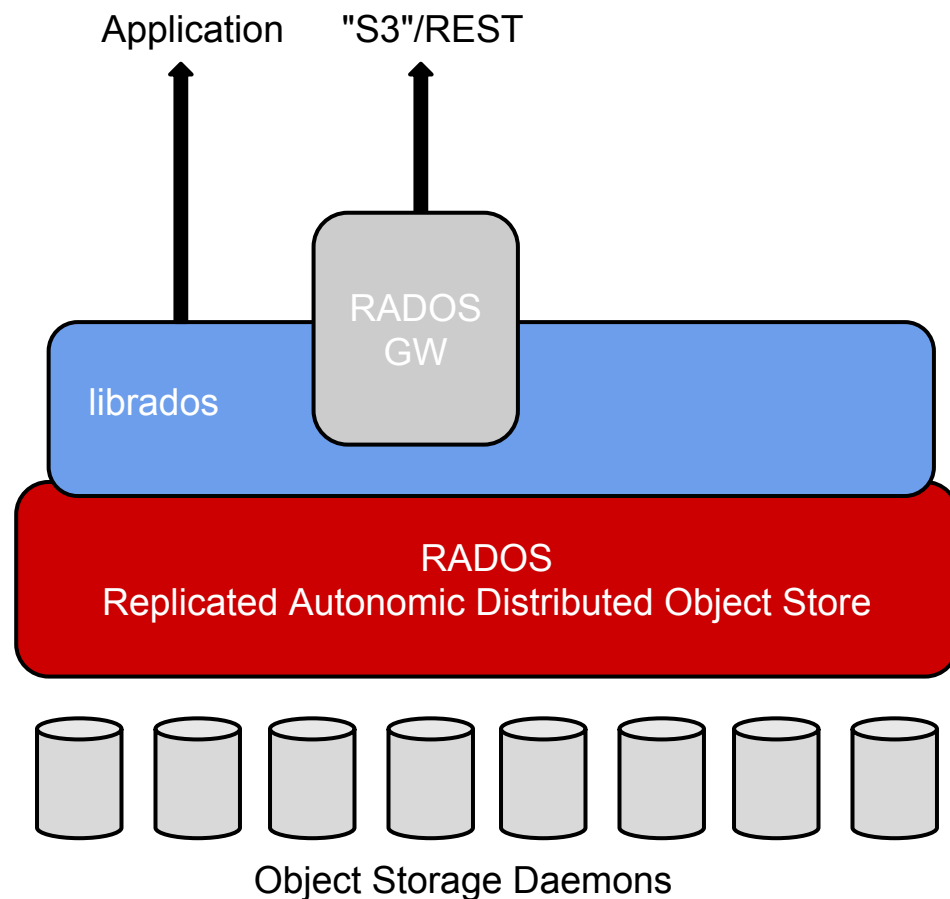 Application "S3"/REST
RADOS
GW
librados
RADOS
Replicated Autonomic Distributed Object Store
Object Storage Daemons